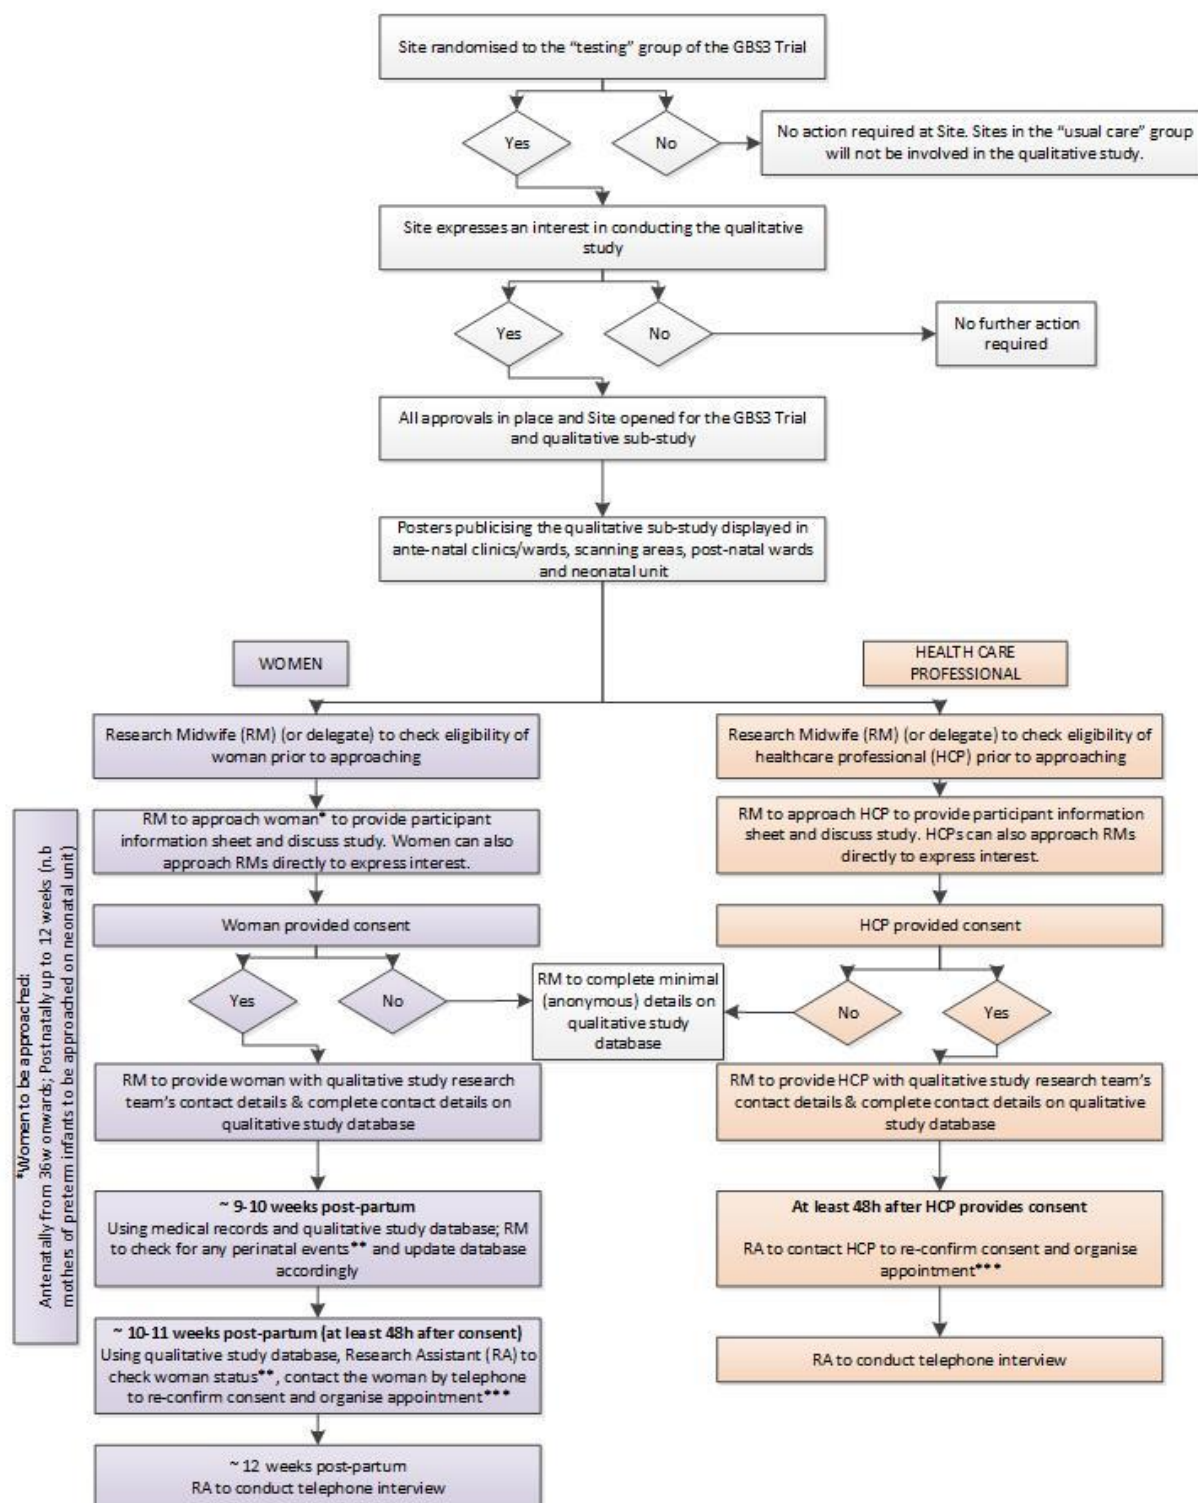 Site randomised to the “testing” group of the GBS3 Trial
Yes
No
No action required at Site. Sites in the “usual care” group
will not be involved in the qualitative study.
Site expresses an interest in conducting the qualitative
study
Yes
No
No further action
required
All approvals in place and Site opened for the GBS3 Trial
and qualitative sub-study
Posters publicising the qualitative sub-study displayed in
ante-natal clinics/wards, scanning areas, post-natal wards
and neonatal unit
WOMEN
Research Midwife (RM) (or delegate) to check eligibility of
woman prior to approaching
RM to approach woman* to provide participant
information sheet and discuss study. Women can also
approach RMs directly to express interest.
Woman provided consent
Yes
No
RM to complete minimal
(anonymous) details on
qualitative study
database
RM to provide woman with qualitative study research
team’s contact details & complete contact details on
qualitative study database
~ 9-10 weeks post-partum
Using medical records and qualitative study database; RM
to check for any perinatal events** and update database
accordingly
~ 10-11 weeks post-partum (at least 48h after consent)
Using qualitative study database, Research Assistant (RA) to
check woman status**, contact the woman by telephone
to re-confirm consent and organise appointment***
~ 12 weeks post-partum
RA to conduct telephone interview
*Women to be approached:
Antenatally from 36w onwards; Postnatally up to 12 weeks (n.b
mothers of preterm infants to be approached on neonatal unit)
HEALTH CARE
PROFESSIONAL
Research Midwife (RM) (or delegate) to check eligibility of
healthcare professional (HCP) prior to approaching
RM to approach HCP to provide participant information
sheet and discuss study. HCPs can also approach RMs
directly to express interest.
HCP provided consent
No
Yes
RM to provide HCP with qualitative study research team’s
contact details & complete contact details on qualitative
study database
At least 48h after HCP provides consent
RA to contact HCP to re-confirm consent and organise
appointment***
RA to conduct telephone interview